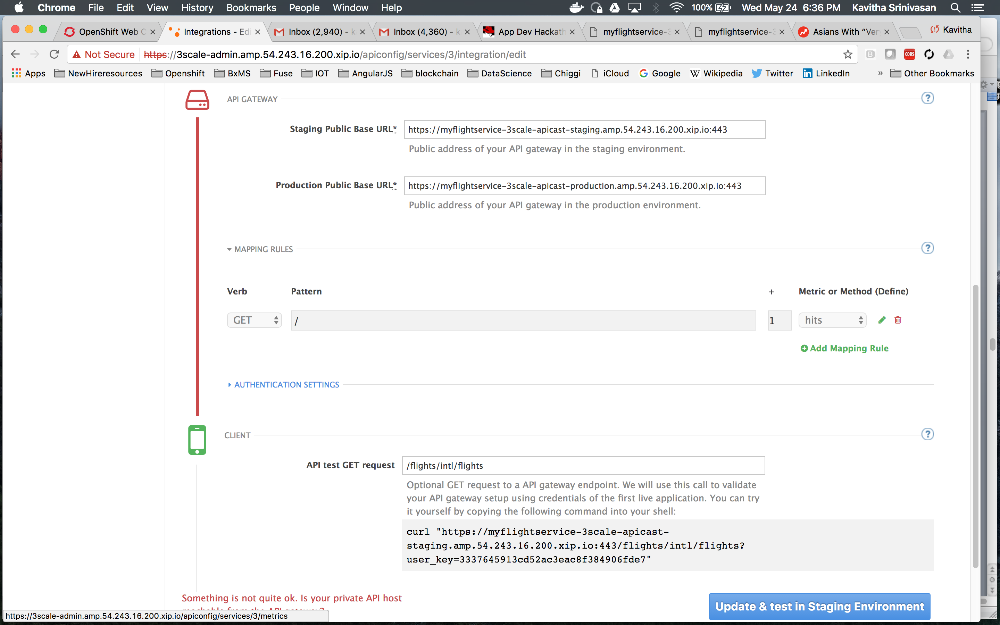 Chrome File Edit View History Bookmarks People Window Help 100% Wed May 24 6:36 PM Kavitha Srinivasan
OpenShift Web C Integrations - Edi Inbox (2,940) - k Inbox (4,360) - k App Dev Hackath myflightservice-3 myflightservice-3 Asians With “Ver Kavitha
Not Secure https://3scale-admin.amp.54.243.16.200.xip.io/apiconfig/services/3/integration/edit CORS
Apps NewHireresources Openshift BxMS Fuse IOT AngularJS blockchain DataScience Chiggi iCloud Google Wikipedia Twitter LinkedIn » Other Bookmarks
API GATEWAY ?
Staging Public Base URL* https://myflightservice-3scale-apicast-staging.amp.54.243.16.200.xip.io:443
Public address of your API gateway in the staging environment.
Production Public Base URL* https://myflightservice-3scale-apicast-production.amp.54.243.16.200.xip.io:443
Public address of your API gateway in the production environment.
MAPPING RULES ?
Verb Pattern + Metric or Method (Define)
GET / 1 hits
Add Mapping Rule
AUTHENTICATION SETTINGS
CLIENT ?
API test GET request /flights/intl/flights
Optional GET request to a API gateway endpoint. We will use this call to validate
your API gateway setup using credentials of the first live application. You can try
it yourself by copying the following command into your shell:
curl "https://myflightservice-3scale-apicast-
staging.amp.54.243.16.200.xip.io:443/flights/intl/flights?
user_key=3337645913cd52ac3eac8f384906fde7"
Something is not quite ok. Is your private API host
Update & test in Staging Environment
https://3scale-admin.amp.54.243.16.200.xip.io/apiconfig/services/3/metrics